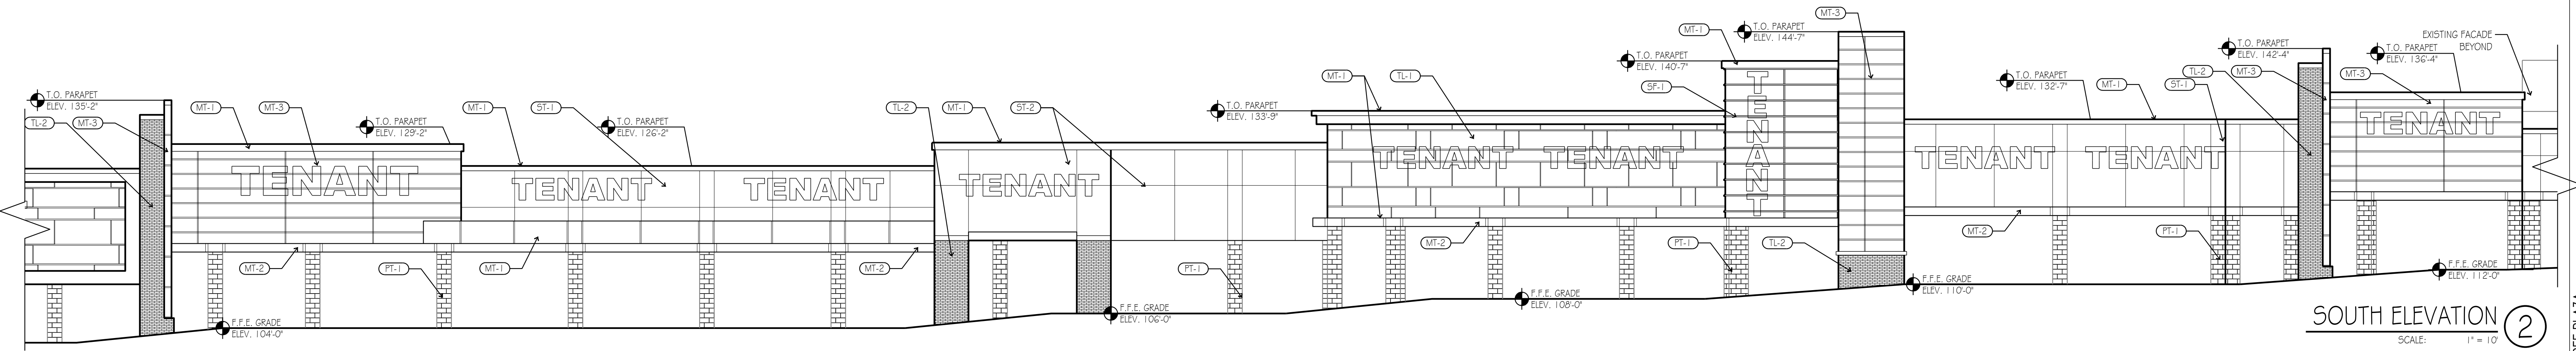 T.O. PARAPET
ELEV. 135'-2"
TL-2
MT-3
MT-1
MT-3
T.O. PARAPET
ELEV. 129'-2"
TENANT
MT-2
PT-1
F.F.E. GRADE
ELEV. 104'-0"
MT-1
ST-1
T.O. PARAPET
ELEV. 126'-2"
TENANT
TENANT
MT-1
MT-2
TL-2
MT-1
ST-2
TENANT
PT-1
F.F.E. GRADE
ELEV. 106'-0"
T.O. PARAPET
ELEV. 133'-9"
MT-1
TL-1
TENANT
TENANT
MT-2
F.F.E. GRADE
ELEV. 108'-0"
T.O. PARAPET
ELEV. 140'-7"
SF-1
MT-1
T.O. PARAPET
ELEV. 144'-7"
MT-3
TENANT
PT-1
TL-2
F.F.E. GRADE
ELEV. 110'-0"
T.O. PARAPET
ELEV. 132'-7"
MT-1
ST-1
TENANT
TENANT
MT-2
PT-1
T.O. PARAPET
ELEV. 142'-4"
TL-2
MT-3
T.O. PARAPET
ELEV. 136'-4"
MT-3
EXISTING FACADE
BEYOND
TENANT
F.F.E. GRADE
ELEV. 112'-0"
SOUTH ELEVATION
2
SCALE: 1" = 10'